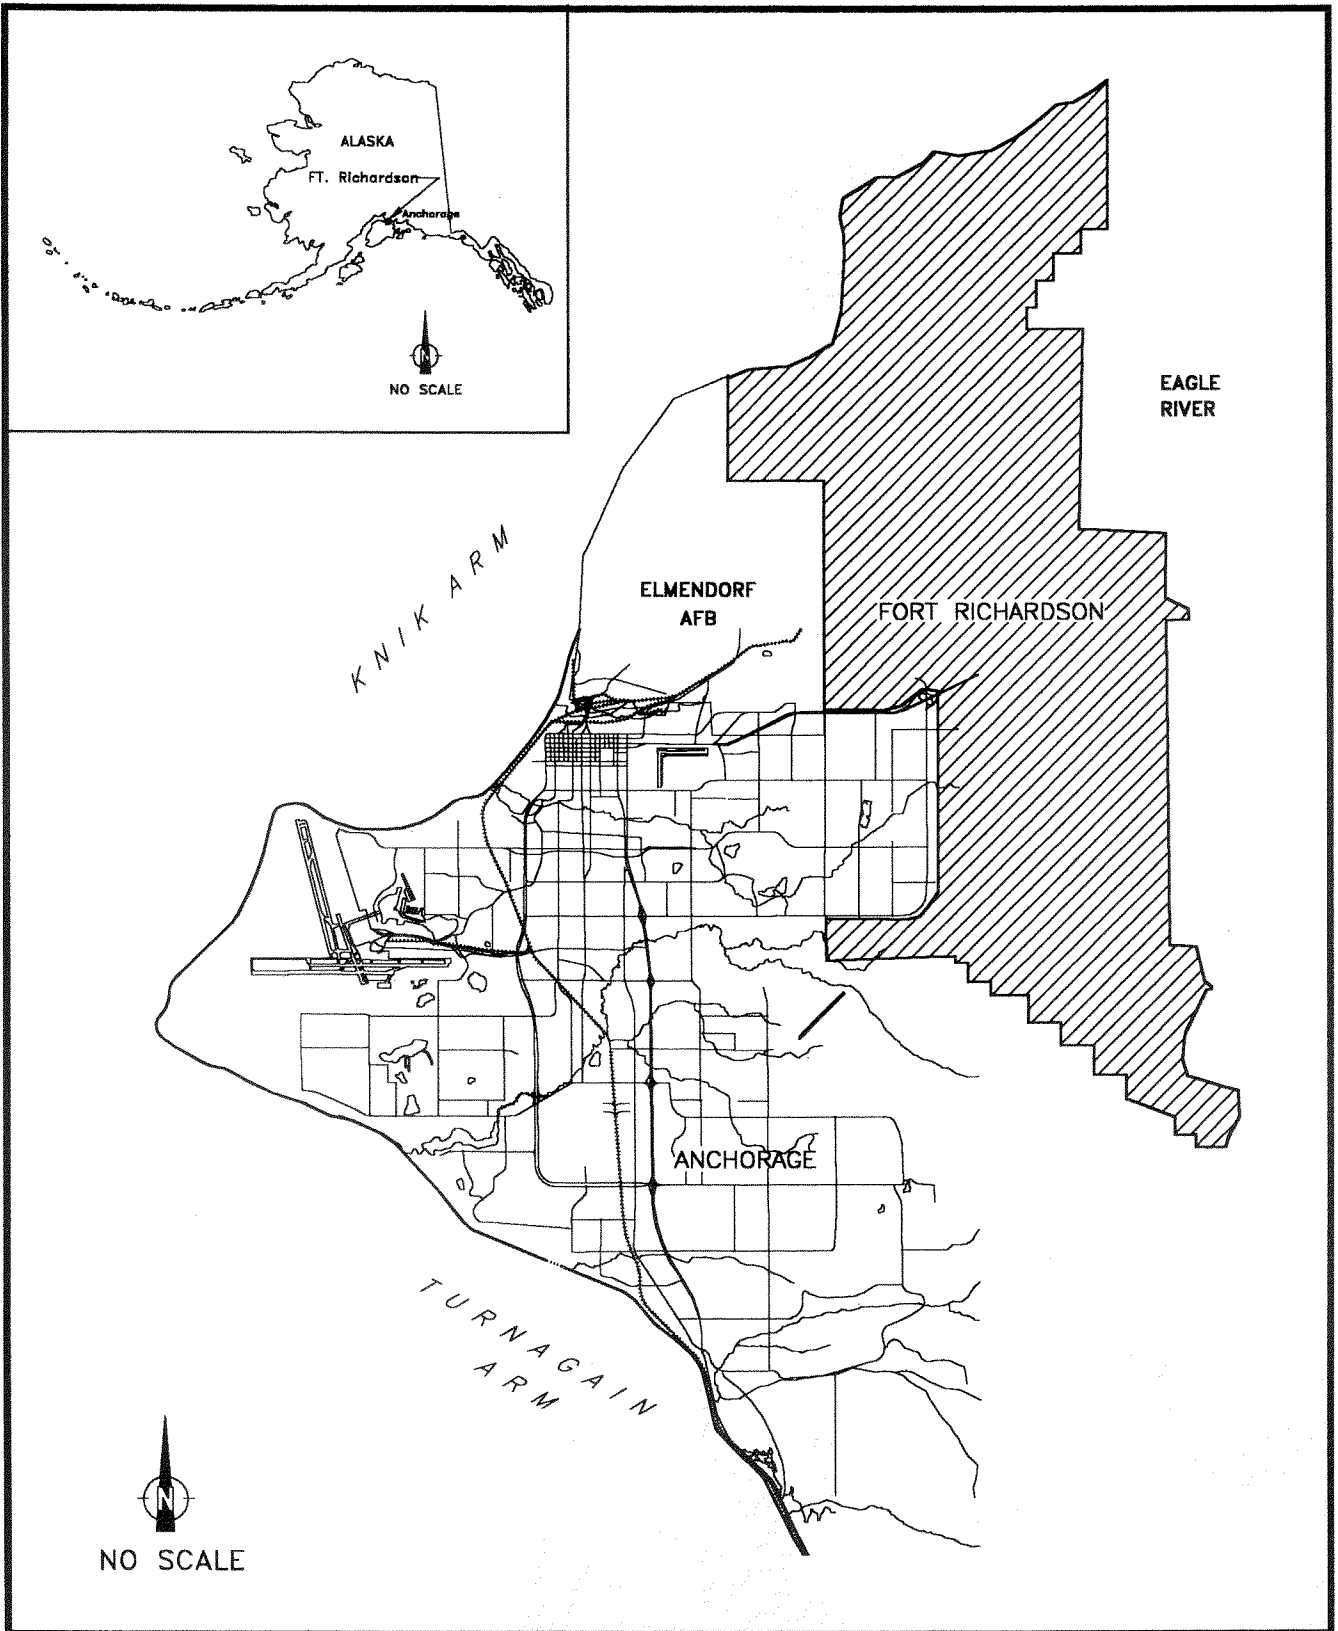 ALASKA
FT. Richardson
Anchorage
N
NO SCALE
EAGLE
RIVER
KNIK ARM
ELMENDORF
AFB
FORT RICHARDSON
ANCHORAGE
TURNAGAIN
ARM
N
NO SCALE